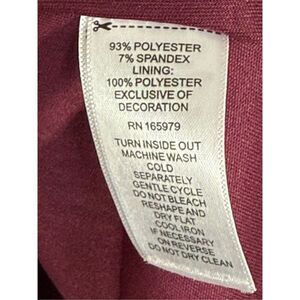 93% POLYESTER
7% SPANDEX
LINING:
100% POLYESTER
EXCLUSIVE OF
DECORATION
RN 165979
TURN INSIDE OUT
MACHINE WASH
COLD
SEPARATELY
GENTLE CYCLE
DO NOT BLEACH
RESHAPE AND
DRY FLAT
COOL IRON
IF NECESSARY
ON REVERSE
DO NOT DRY CLEAN